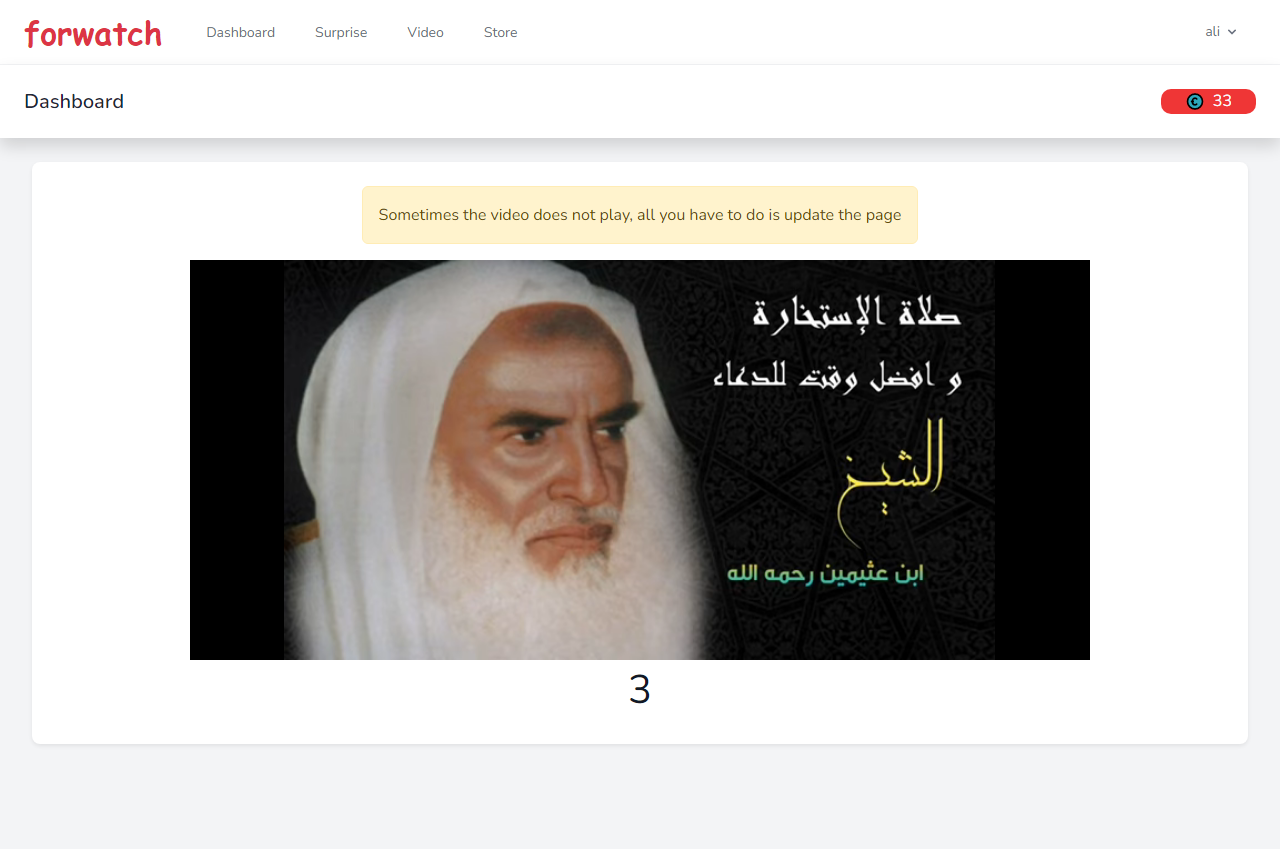 forwatch
Dashboard
Surprise
Video
Store
ali
Dashboard
33
Sometimes the video does not play, all you have to do is update the page
صلاة الإستخارة
و افضل وقت للدعاء
الشيخ
ابن عثيمين رحمه الله
3